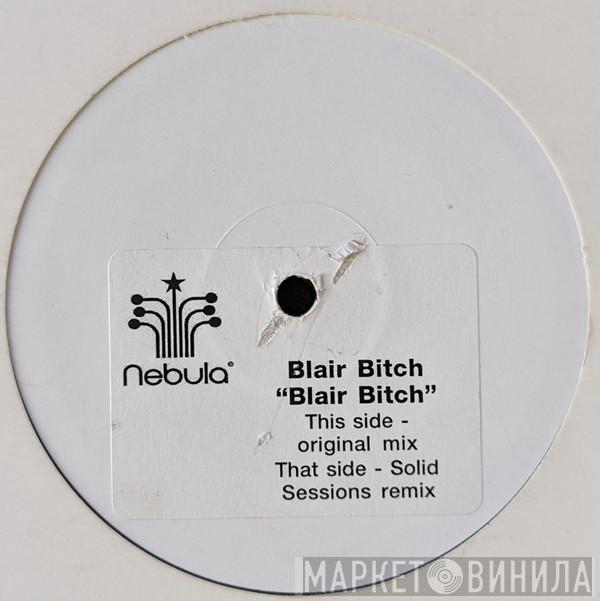 nebula©
Blair Bitch
“Blair Bitch”
This side -
original mix
That side - Solid
Sessions remix
МАРКЕТ ВИНИЛА